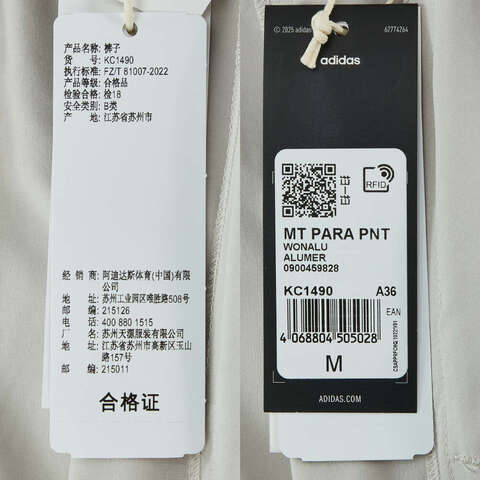 产品名称: 裤子
货 号: KC1490
执行标准: FZ/T 81007-2022
产品等级: 合格品
检验合格: 检18
安全类别: B类
产 地: 江苏省苏州市
经 销 商: 阿迪达斯体育(中国)有限
公司
地 址: 苏州工业园区唯胜路508号
邮 编: 215126
电 话: 400 880 1515
厂 名: 苏州天源服装有限公司
地 址: 江苏省苏州市高新区玉山
路157号
邮 编: 215011
合格证
© 2025 adidas
67774264
adidas
RFID
MT PARA PNT
WONALU
ALUMER
0900459828
KC1490 A36
EAN
4 068804 505028
M
ADIDAS.COM